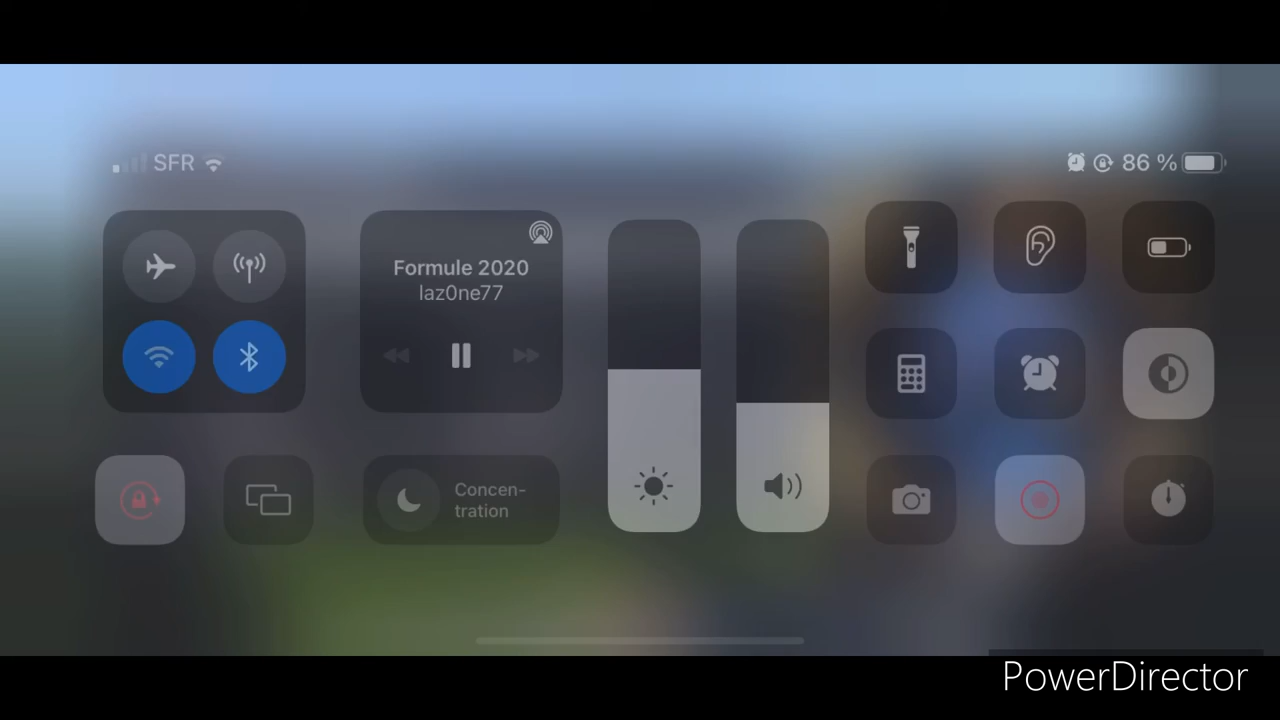 SFR
86 %
Formule 2020
laz0ne77
Concen-
tration
PowerDirector